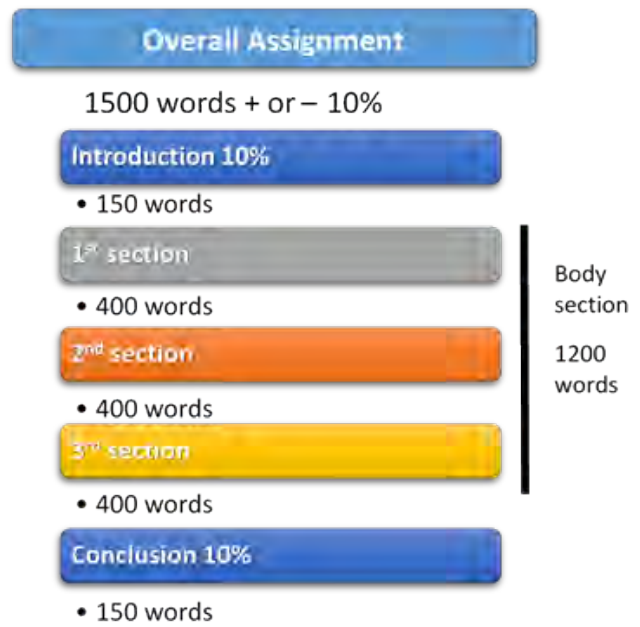 Overall Assignment
1500 words + or – 10%
Introduction 10%
• 150 words
1st section
• 400 words
2nd section
• 400 words
3rd section
• 400 words
Body
section
1200
words
Conclusion 10%
• 150 words